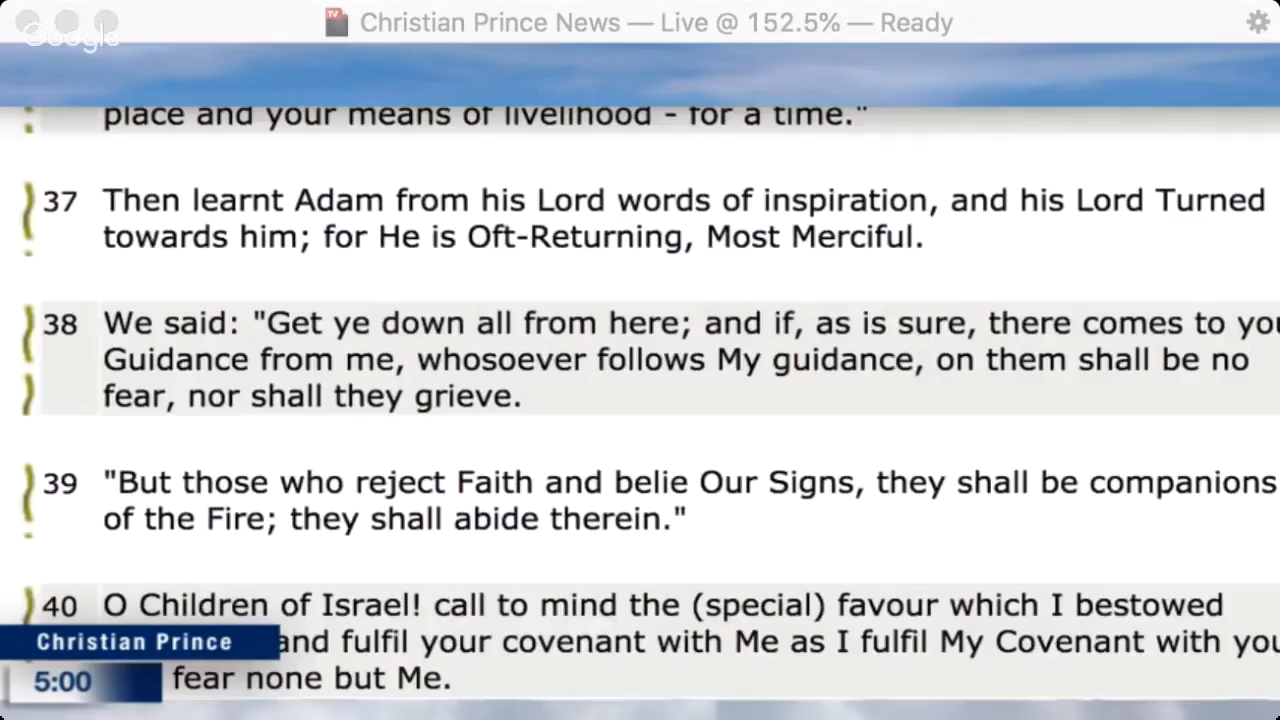 Christian Prince News — Live @ 152.5% — Ready
Google
place and your means of livelihood - for a time."
37 Then learnt Adam from his Lord words of inspiration, and his Lord Turned
towards him; for He is Oft-Returning, Most Merciful.
38 We said: "Get ye down all from here; and if, as is sure, there comes to you
Guidance from me, whosoever follows My guidance, on them shall be no
fear, nor shall they grieve.
39 "But those who reject Faith and belie Our Signs, they shall be companions
of the Fire; they shall abide therein."
40 O Children of Israel! call to mind the (special) favour which I bestowed
and fulfil your covenant with Me as I fulfil My Covenant with you
fear none but Me.
Christian Prince
5:00